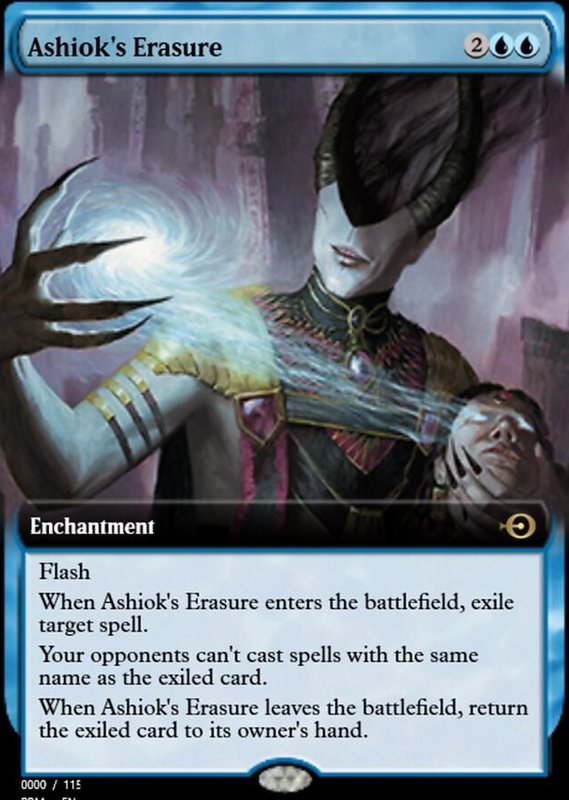 Ashiok's Erasure 2
Enchantment
Flash
When Ashiok's Erasure enters the battlefield, exile
target spell.
Your opponents can't cast spells with the same
name as the exiled card.
When Ashiok's Erasure leaves the battlefield, return
the exiled card to its owner's hand.
0000 / 115